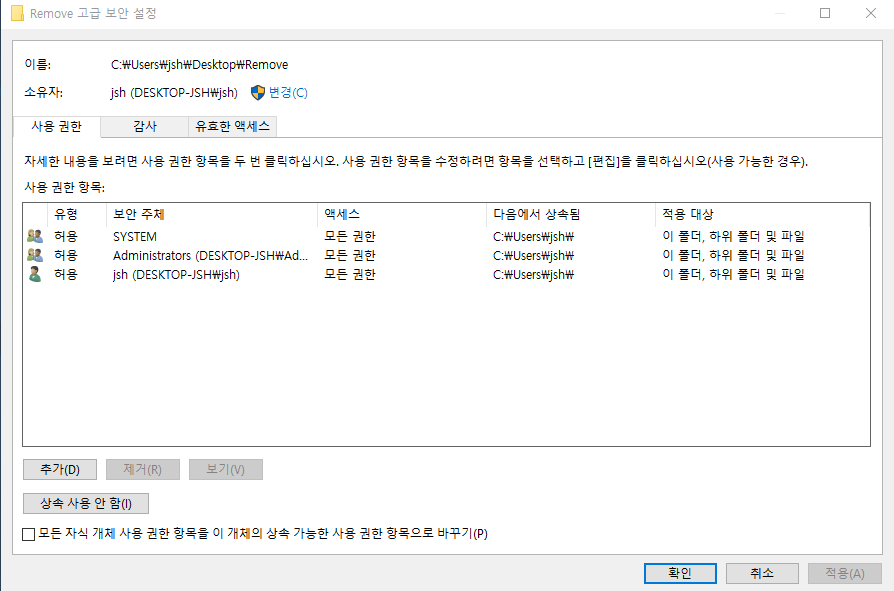 Remove 고급 보안 설정
이름: C:₩Users₩jsh₩Desktop₩Remove
소유자: jsh (DESKTOP-JSH₩jsh) 변경(C)
사용 권한 감사 유효한 액세스
자세한 내용을 보려면 사용 권한 항목을 두 번 클릭하십시오. 사용 권한 항목을 수정하려면 항목을 선택하고 [편집]을 클릭하십시오(사용 가능한 경우).
사용 권한 항목:
유형 보안 주체 액세스 다음에서 상속됨 적용 대상
허용 SYSTEM 모든 권한 C:₩Users₩jsh₩ 이 폴더, 하위 폴더 및 파일
허용 Administrators (DESKTOP-JSH₩Ad... 모든 권한 C:₩Users₩jsh₩ 이 폴더, 하위 폴더 및 파일
허용 jsh (DESKTOP-JSH₩jsh) 모든 권한 C:₩Users₩jsh₩ 이 폴더, 하위 폴더 및 파일
추가(D) 제거(R) 보기(V)
상속 사용 안 함(I)
모든 자식 개체 사용 권한 항목을 이 개체의 상속 가능한 사용 권한 항목으로 바꾸기(P)
확인 취소 적용(A)